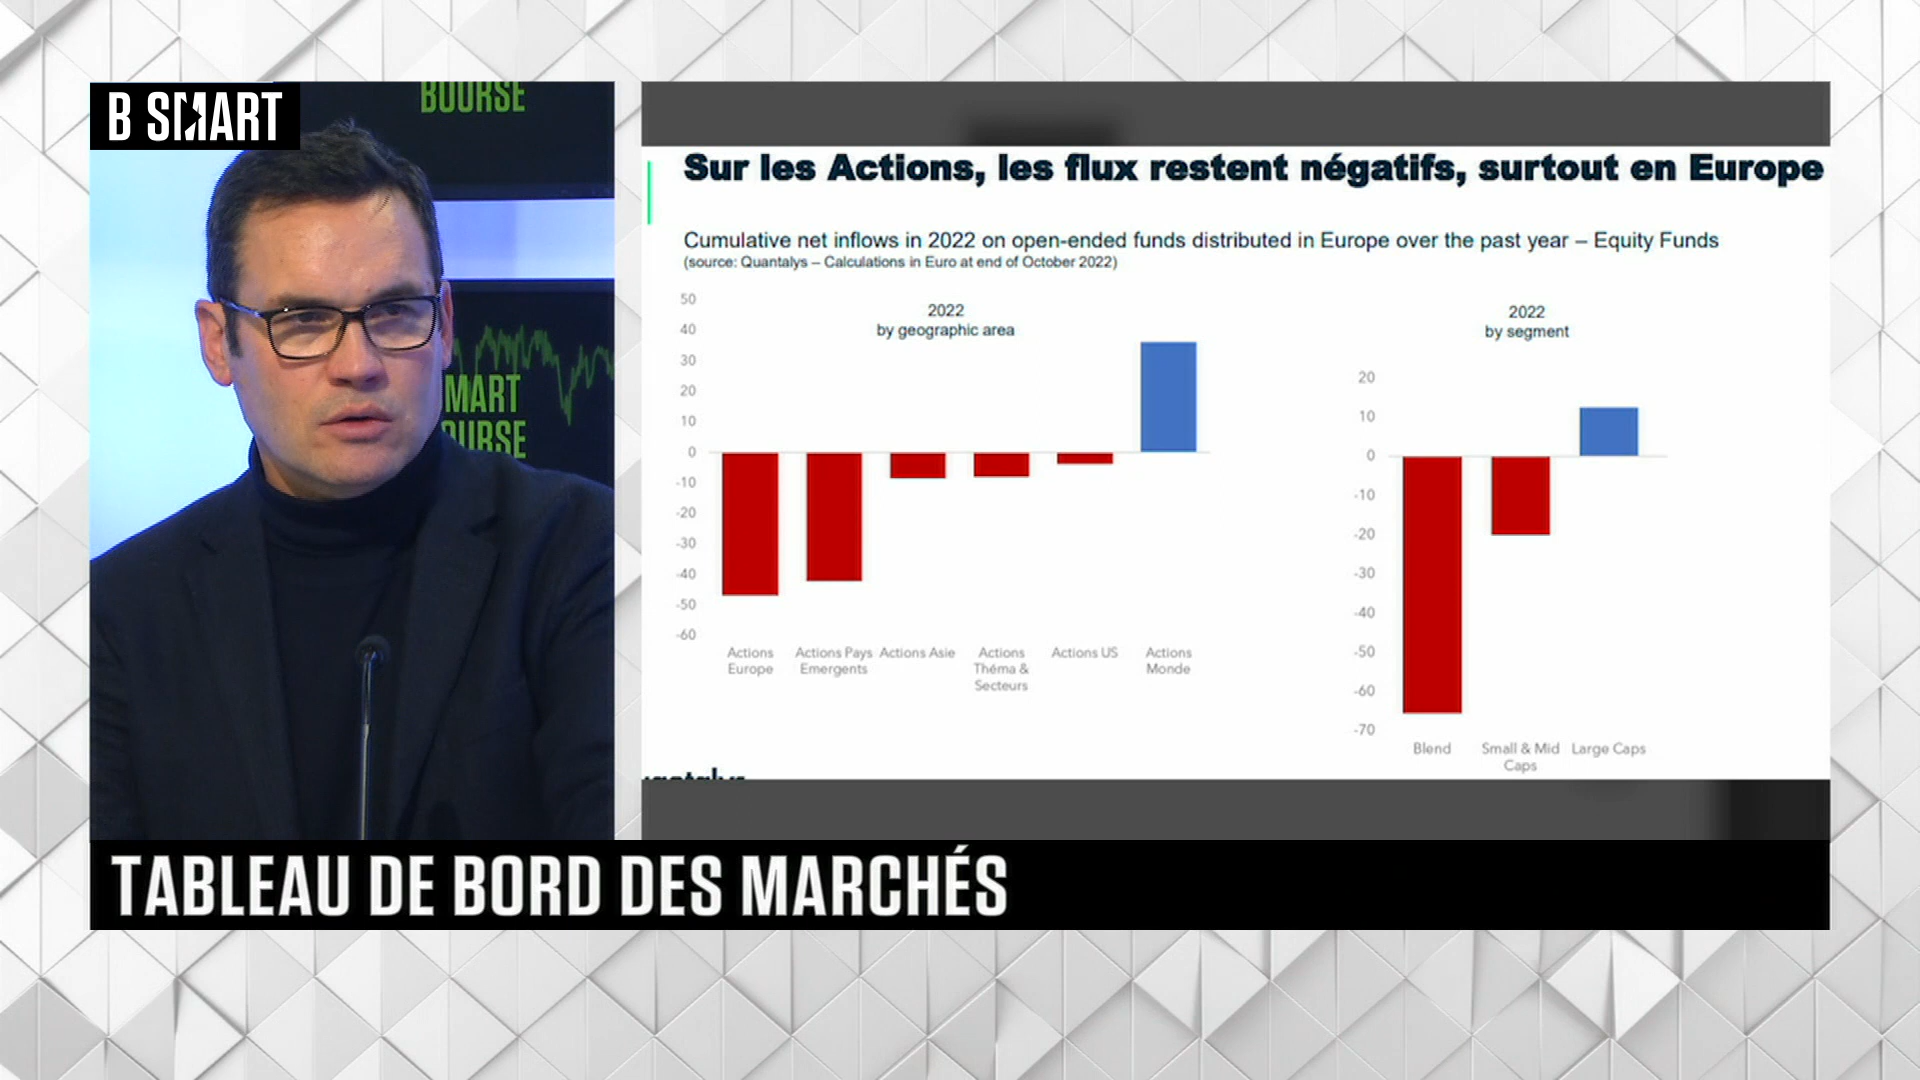 B SMART
BOURSE
SMART
BOURSE
Sur les Actions, les flux restent négatifs, surtout en Europe
Cumulative net inflows in 2022 on open-ended funds distributed in Europe over the past year – Equity Funds
(source: Quantalys – Calculations in Euro at end of October 2022)
2022
by geographic area
50
40
30
20
10
0
-10
-20
-30
-40
-50
-60
Actions
Europe
Actions Pays
Emergents
Actions Asie
Actions
Théma &
Secteurs
Actions US
Actions
Monde
2022
by segment
20
10
0
-10
-20
-30
-40
-50
-60
-70
Blend
Small & Mid
Caps
Large Caps
TABLEAU DE BORD DES MARCHÉS